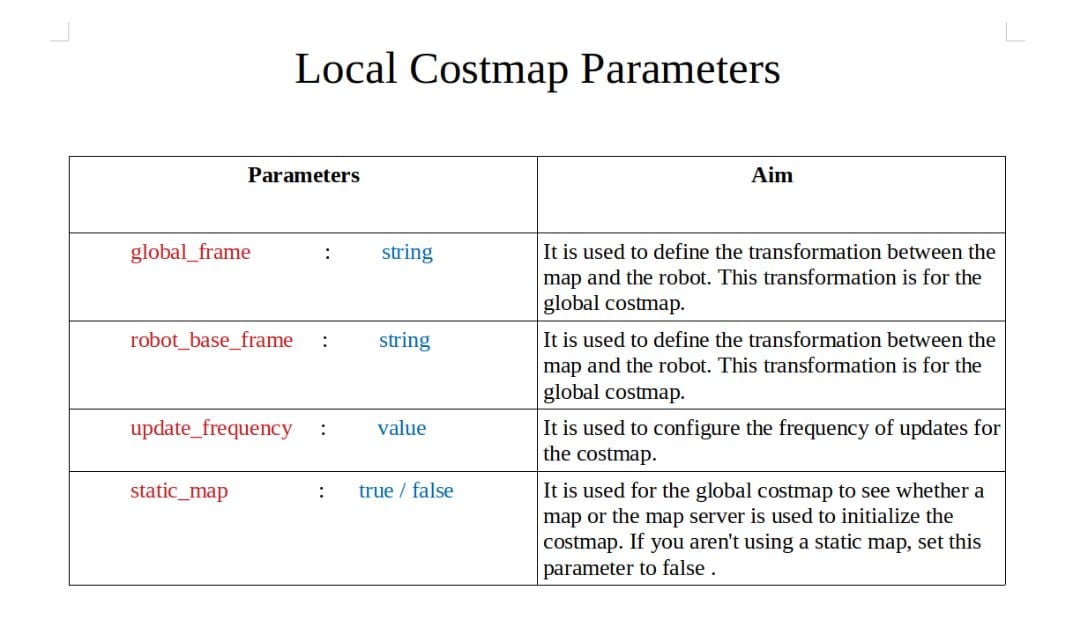 Local Costmap Parameters
Parameters
Aim
global_frame : string
It is used to define the transformation between the
map and the robot. This transformation is for the
global costmap.
robot_base_frame : string
It is used to define the transformation between the
map and the robot. This transformation is for the
global costmap.
update_frequency : value
It is used to configure the frequency of updates for
the costmap.
static_map : true / false
It is used for the global costmap to see whether a
map or the map server is used to initialize the
costmap. If you aren't using a static map, set this
parameter to false .